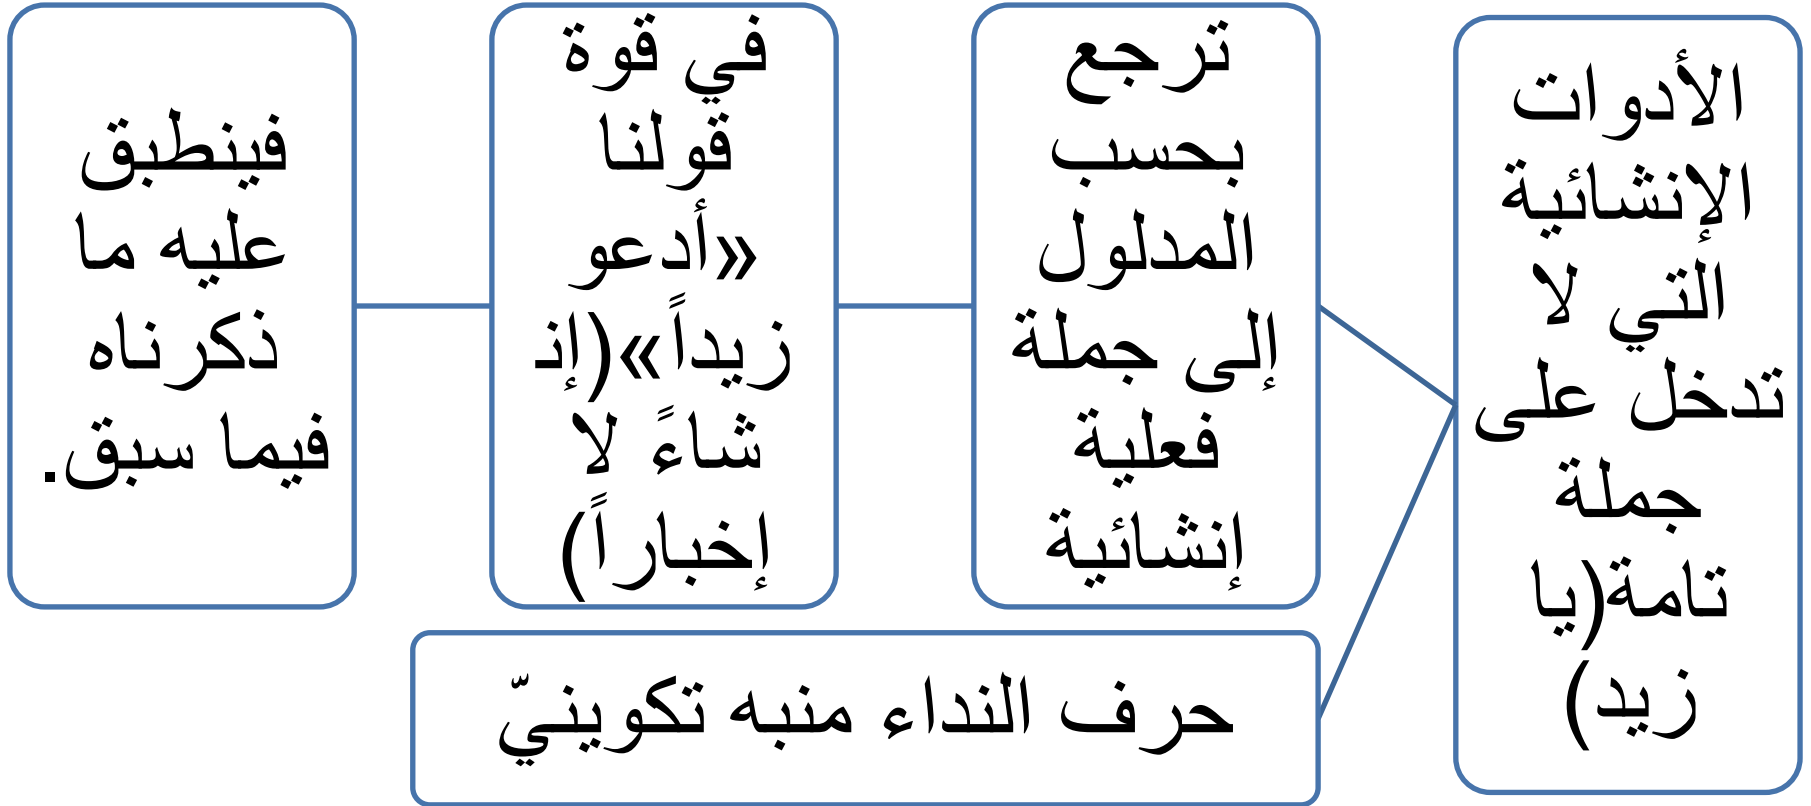 الأدوات
الإنشائية
التي لا
تدخل على
جملة
تامة(يا
زيد)
ترجع
بحسب
المدلول
إلى جملة
فعلية
إنشائية
في قوة
قولنا
«أدعو
زيداً»(إن
شاءً لا
إخباراً)
فينطبق
عليه ما
ذكرناه
فيما سبق.
حرف النداء منبه تكوينيّ